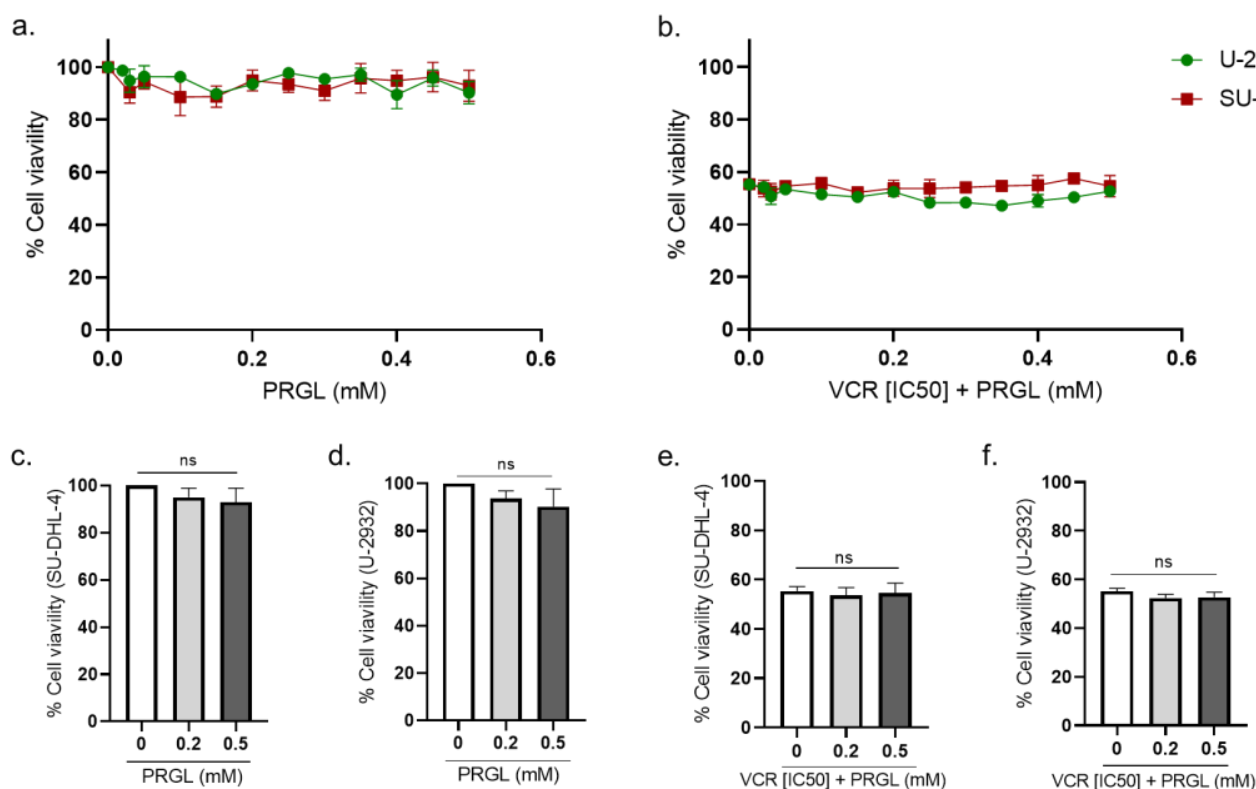 a.
100
80
60
40
20
0
% Cell viavility
0.0
0.2
0.4
0.6
PRGL (mM)
b.
100
80
60
40
20
0
% Cell viability
0.0
0.2
0.4
0.6
VCR [IC50] + PRGL (mM)
U-2
SU-
c.
ns
100
80
60
40
20
0
% Cell viavility (SU-DHL-4)
0 0.2 0.5
PRGL (mM)
d.
ns
100
80
60
40
20
0
% Cell viavility (U-2932)
0 0.2 0.5
PRGL (mM)
e.
ns
100
80
60
40
20
0
% Cell viavility (SU-DHL-4)
0 0.2 0.5
VCR [IC50] + PRGL (mM)
f.
ns
100
80
60
40
20
0
% Cell viavility (U-2932)
0 0.2 0.5
VCR [IC50] + PRGL (mM)